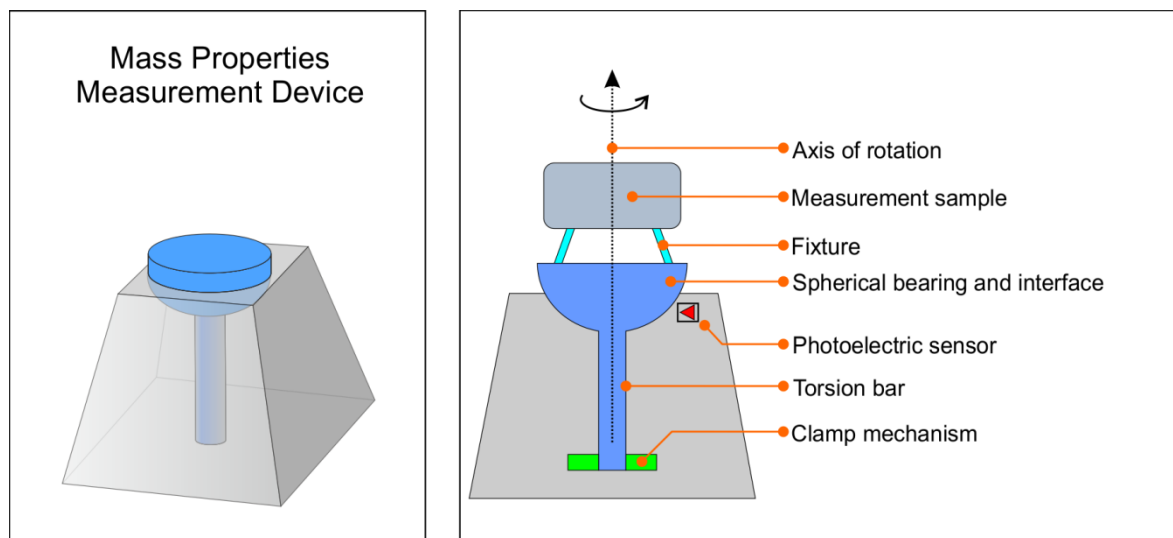 Mass Properties
Measurement Device
Axis of rotation
Measurement sample
Fixture
Spherical bearing and interface
Photoelectric sensor
Torsion bar
Clamp mechanism